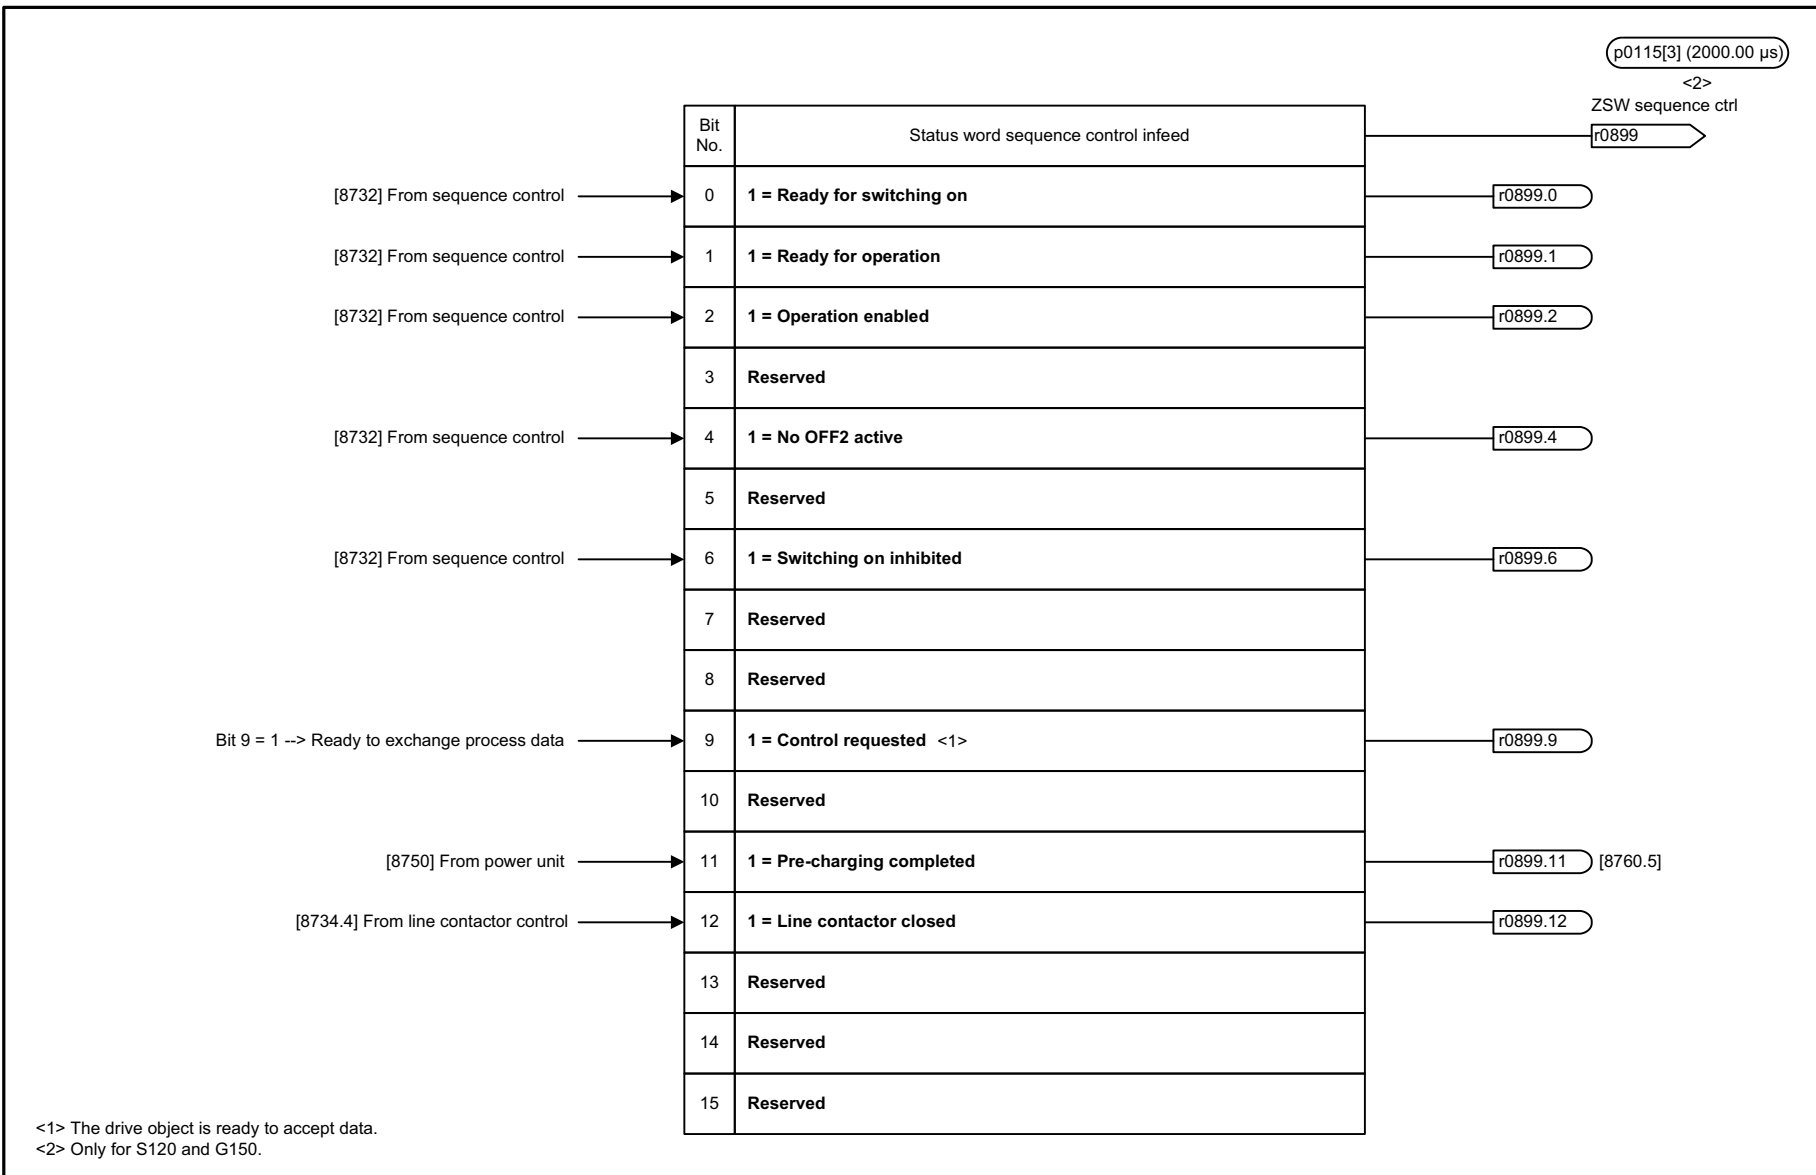 p0115[3] (2000.00 µs)
<2>
ZSW sequence ctrl
Bit
No.
Status word sequence control infeed
r0899
[8732] From sequence control
0
1 = Ready for switching on
r0899.0
[8732] From sequence control
1
1 = Ready for operation
r0899.1
[8732] From sequence control
2
1 = Operation enabled
r0899.2
3
Reserved
[8732] From sequence control
4
1 = No OFF2 active
r0899.4
5
Reserved
[8732] From sequence control
6
1 = Switching on inhibited
r0899.6
7
Reserved
8
Reserved
Bit 9 = 1 --> Ready to exchange process data
9
1 = Control requested <1>
r0899.9
10
Reserved
[8750] From power unit
11
1 = Pre-charging completed
r0899.11
[8760.5]
[8734.4] From line contactor control
12
1 = Line contactor closed
r0899.12
13
Reserved
14
Reserved
15
Reserved
<1> The drive object is ready to accept data.
<2> Only for S120 and G150.